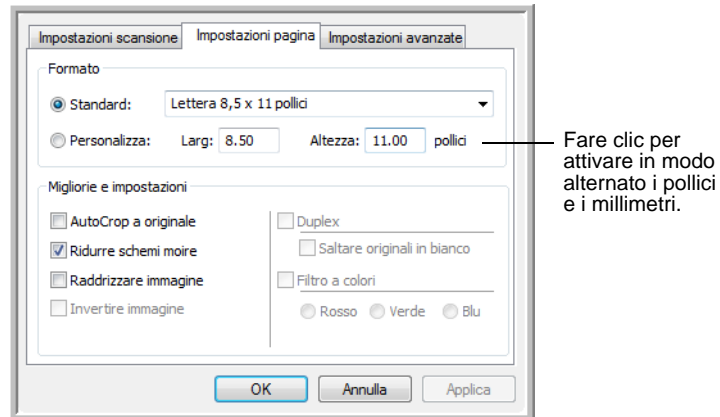 Impostazioni scansione Impostazioni pagina Impostazioni avanzate
Formato
Standard: Lettera 8,5 x 11 pollici
Personalizza: Larg: 8.50 Altezza: 11.00 pollici
Fare clic per
attivare in modo
alternato i pollici
e i millimetri.
Migliorie e impostazioni
AutoCrop a originale
Ridurre schemi moire
Raddrizzare immagine
Invertire immagine
Duplex
Saltare originali in bianco
Filtro a colori
Rosso Verde Blu
OK Annulla Applica